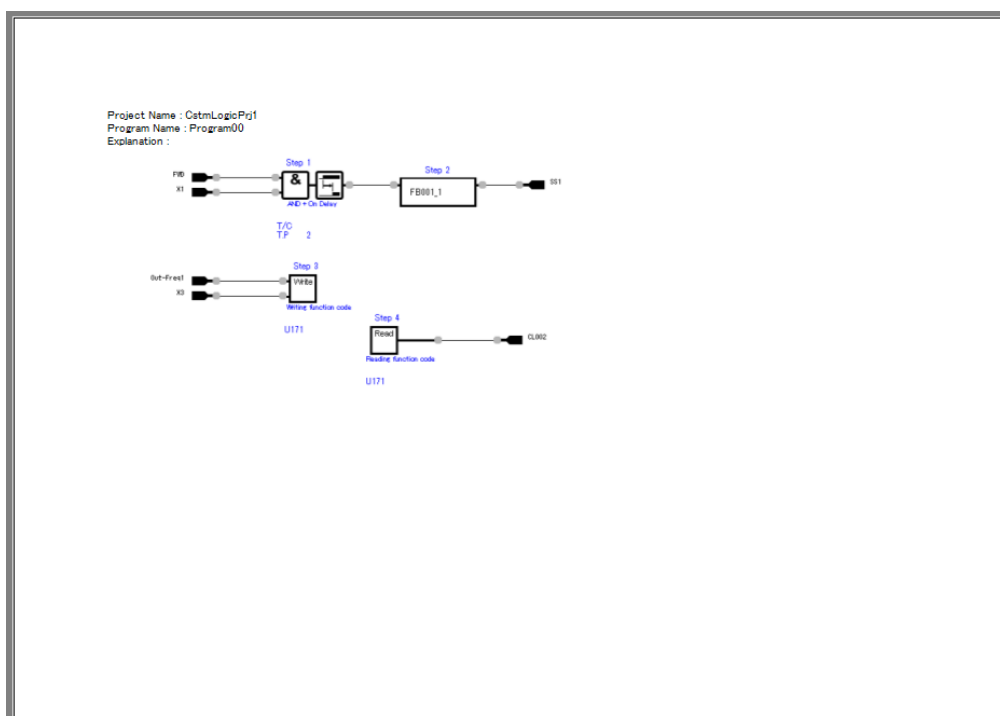 Project Name : CstmLogicPrj1
Program Name : Program00
Explanation :
Step 1
Step 2
FWD
&
FB001_1
SS1
X1
AND + On Delay
T/C
T.P 2
Step 3
Out-Freq1
Write
X3
Writing function code
U171
Step 4
Read
CL002
Reading function code
U171